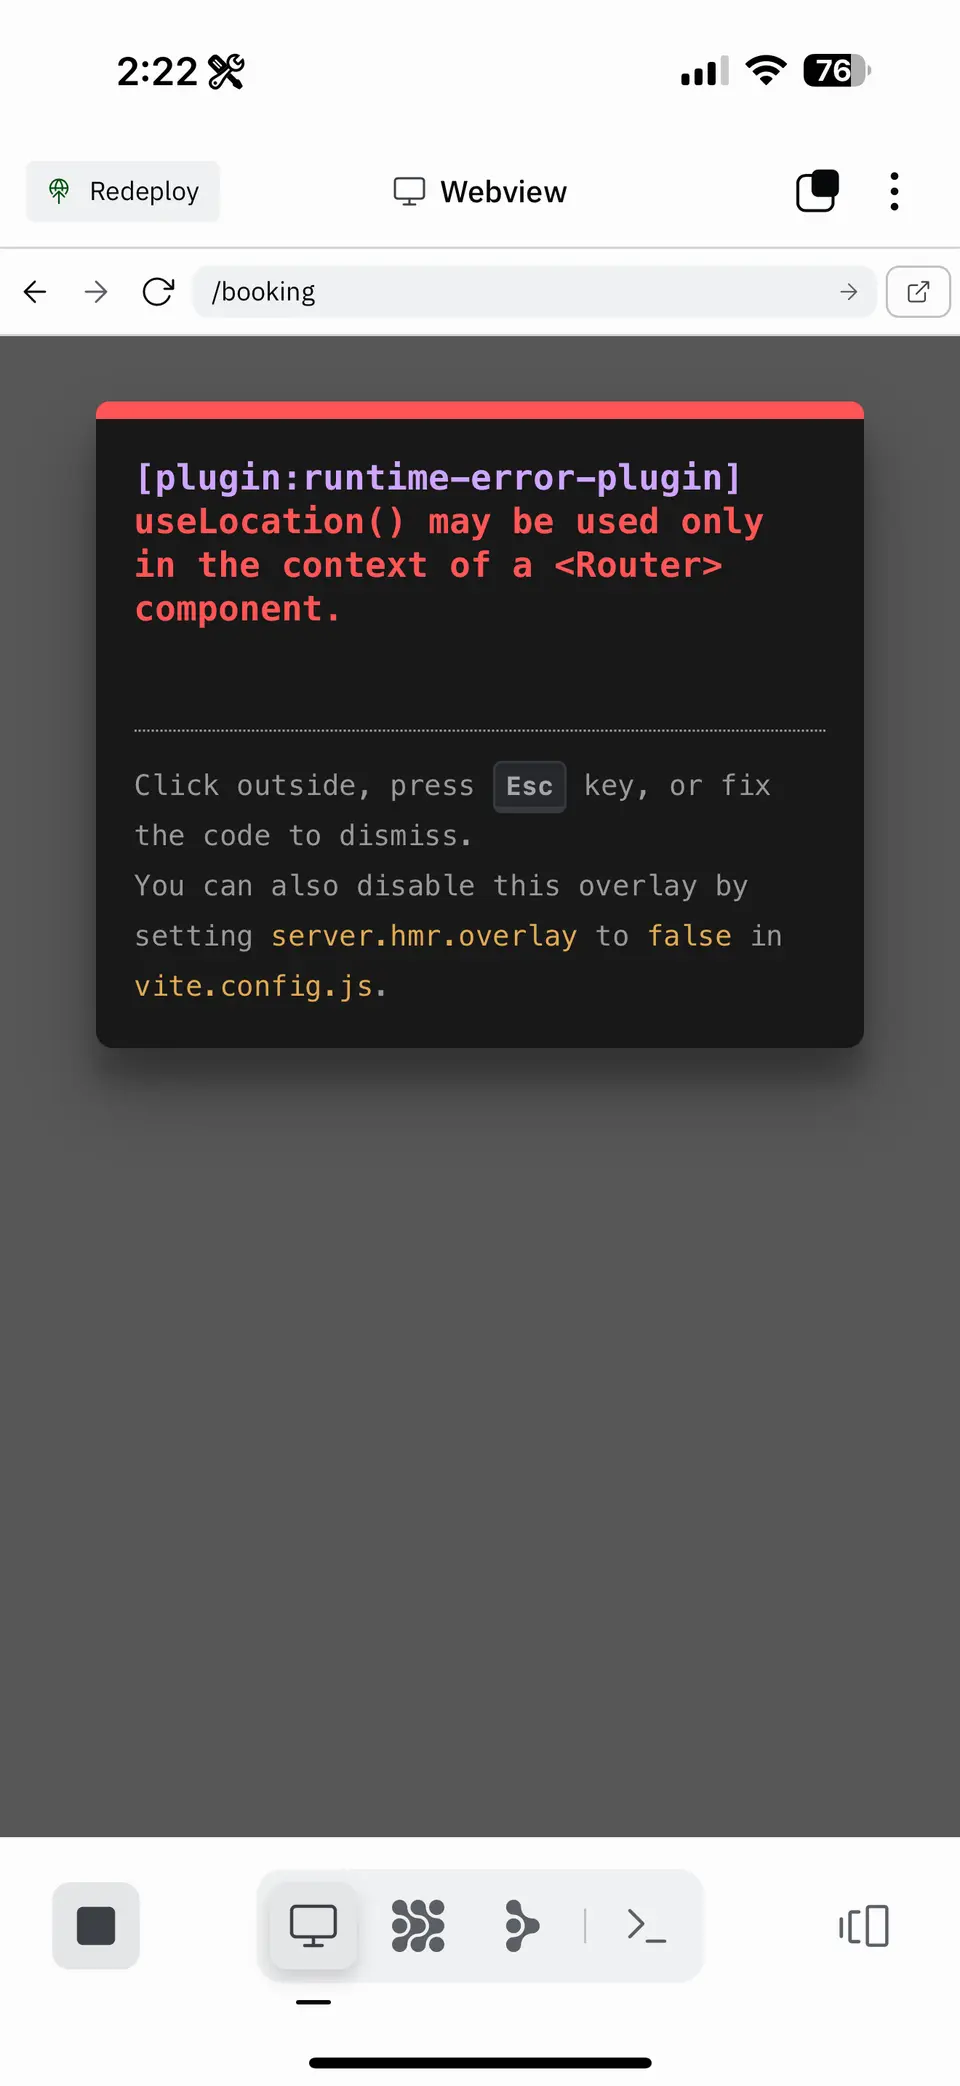 2:22
76
Redeploy
Webview
/booking
[plugin:runtime-error-plugin]
useLocation() may be used only
in the context of a <Router>
component.
Click outside, press Esc key, or fix
the code to dismiss.
You can also disable this overlay by
setting server.hmr.overlay to false in
vite.config.js.